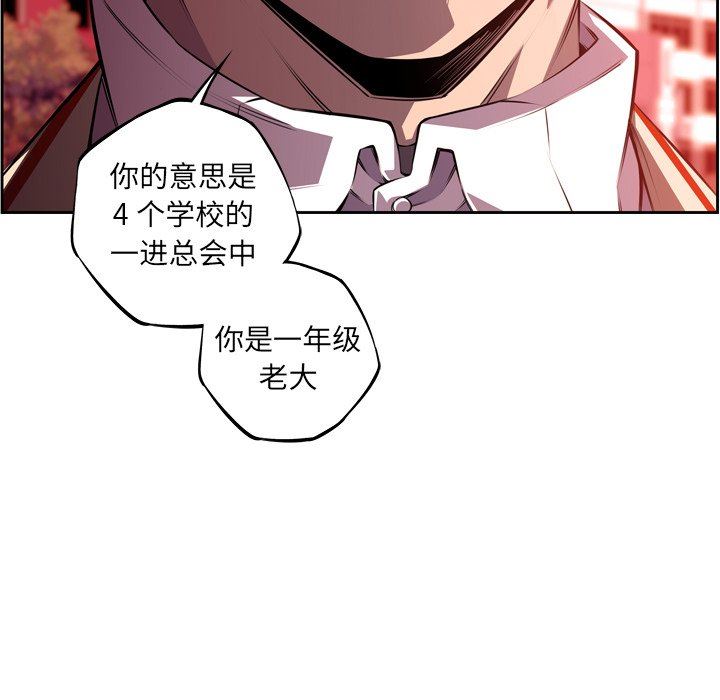 你的意思是
4个学校的
一进总会中
你是一年级
老大